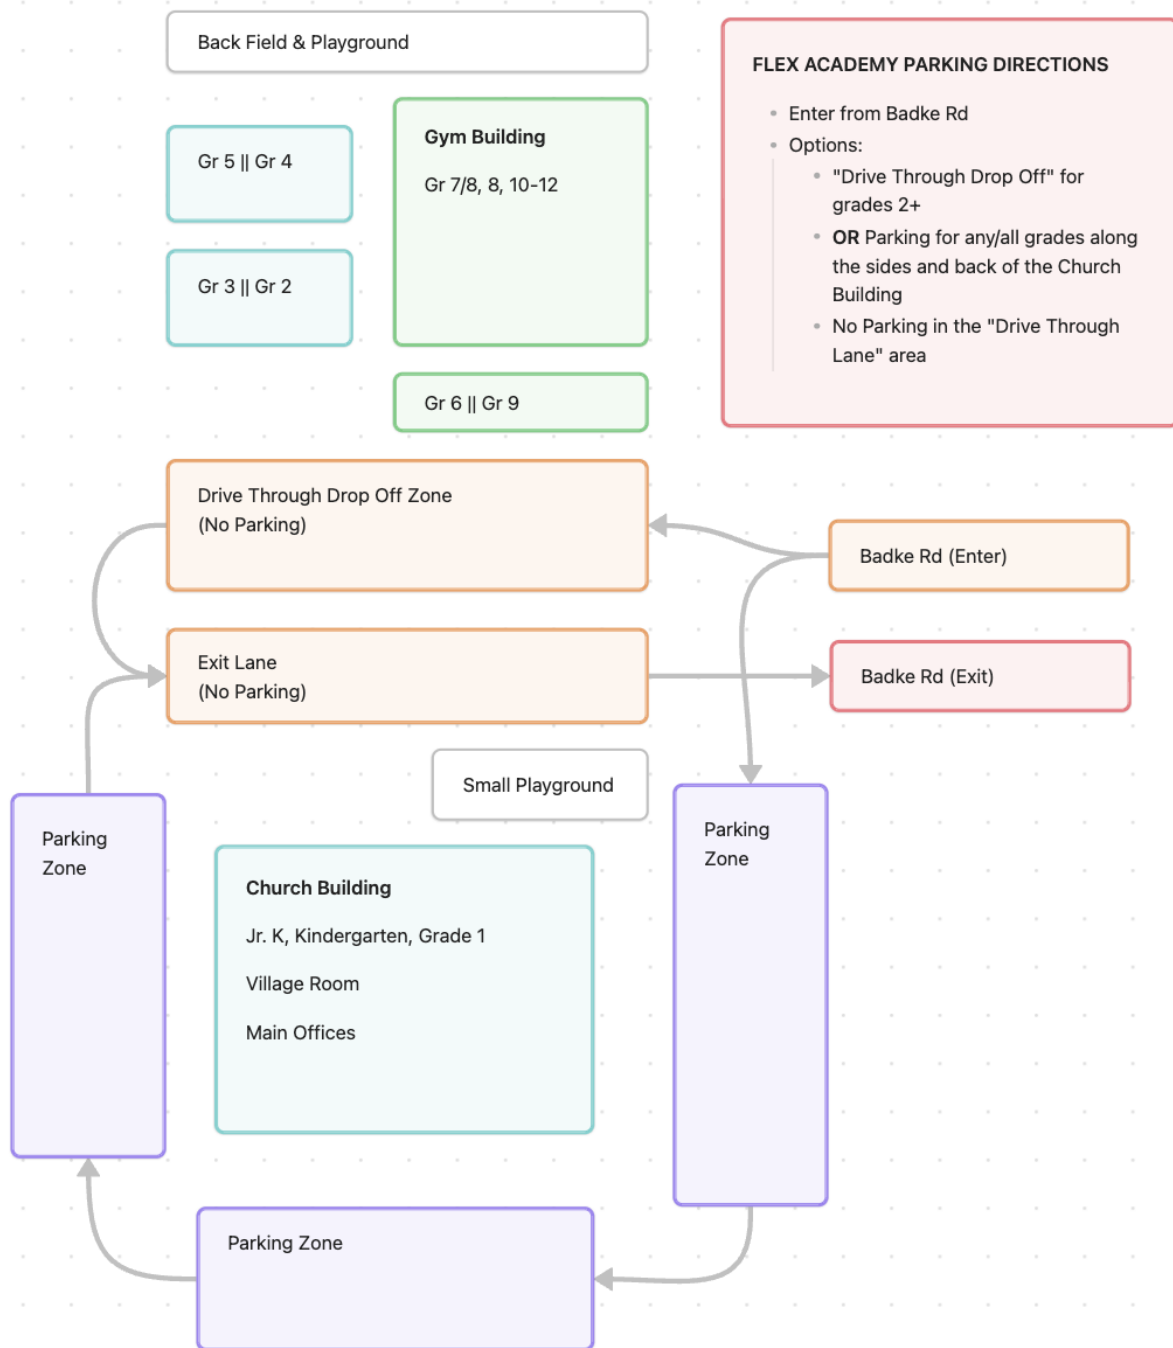 Back Field & Playground
FLEX ACADEMY PARKING DIRECTIONS
Enter from Badke Rd
Options:
"Drive Through Drop Off" for
grades 2+
OR Parking for any/all grades along
the sides and back of the Church
Building
No Parking in the "Drive Through
Lane" area
Gr 5 || Gr 4
Gym Building
Gr 7/8, 8, 10-12
Gr 3 || Gr 2
Gr 6 || Gr 9
Drive Through Drop Off Zone
(No Parking)
Badke Rd (Enter)
Exit Lane
(No Parking)
Badke Rd (Exit)
Small Playground
Parking
Zone
Church Building
Jr. K, Kindergarten, Grade 1
Village Room
Main Offices
Parking
Zone
Parking Zone